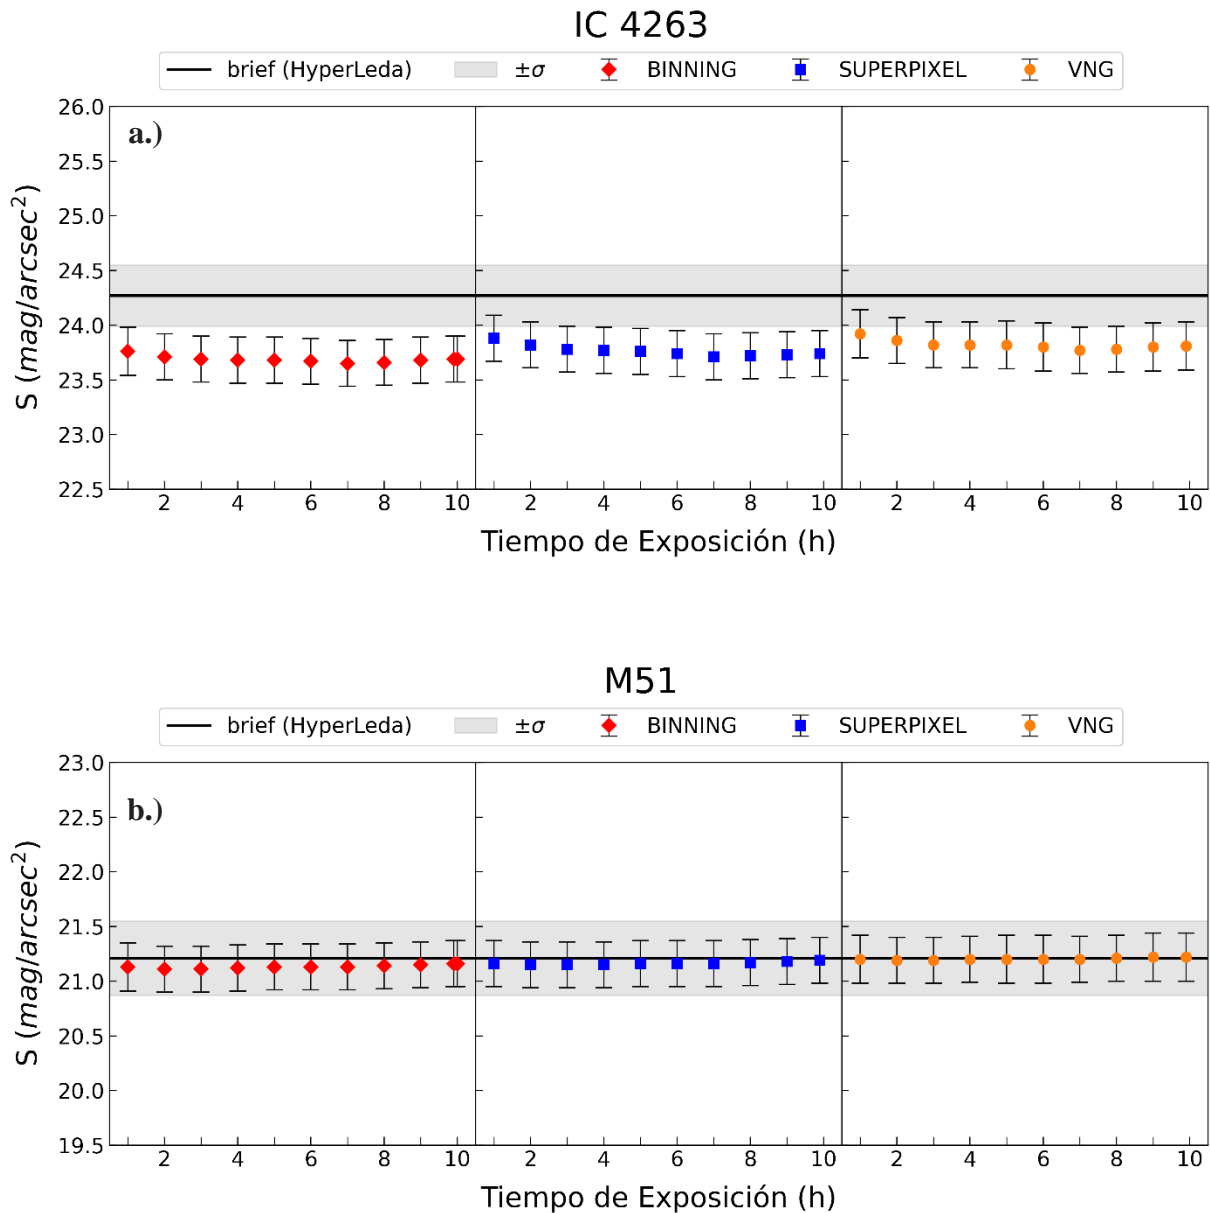 IC 4263
brief (HyperLeda) ±σ BINNING SUPERPIXEL VNG
a.)
26.0
25.5
25.0
24.5
24.0
23.5
23.0
22.5
S (mag/arcsec²)
2 4 6 8 10 2 4 6 8 10 2 4 6 8 10
Tiempo de Exposición (h)
M51
brief (HyperLeda) ±σ BINNING SUPERPIXEL VNG
b.)
23.0
22.5
22.0
21.5
21.0
20.5
20.0
19.5
S (mag/arcsec²)
2 4 6 8 10 2 4 6 8 10 2 4 6 8 10
Tiempo de Exposición (h)